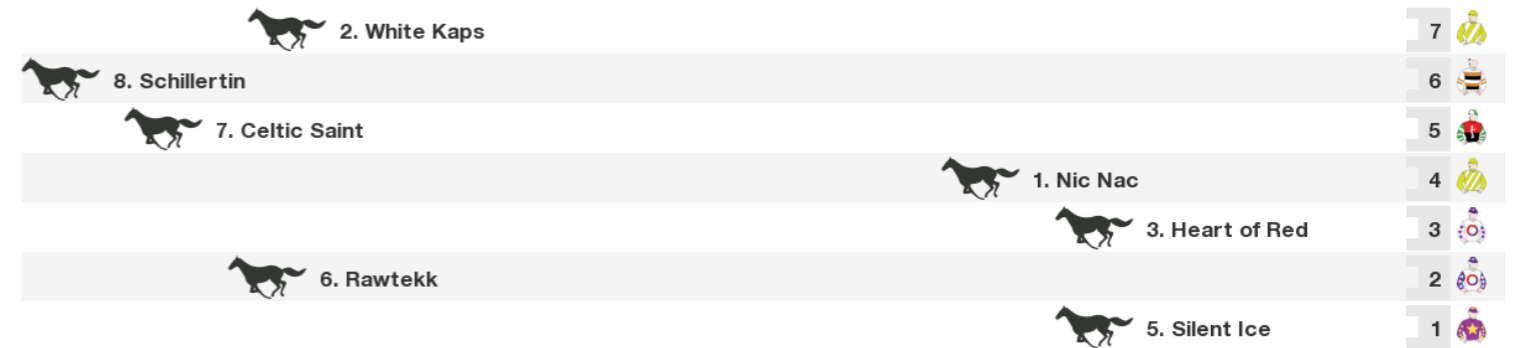 2. White Kaps 7
8. Schillertin 6
7. Celtic Saint 5
1. Nic Nac 4
3. Heart of Red 3
6. Rawtekk 2
5. Silent Ice 1